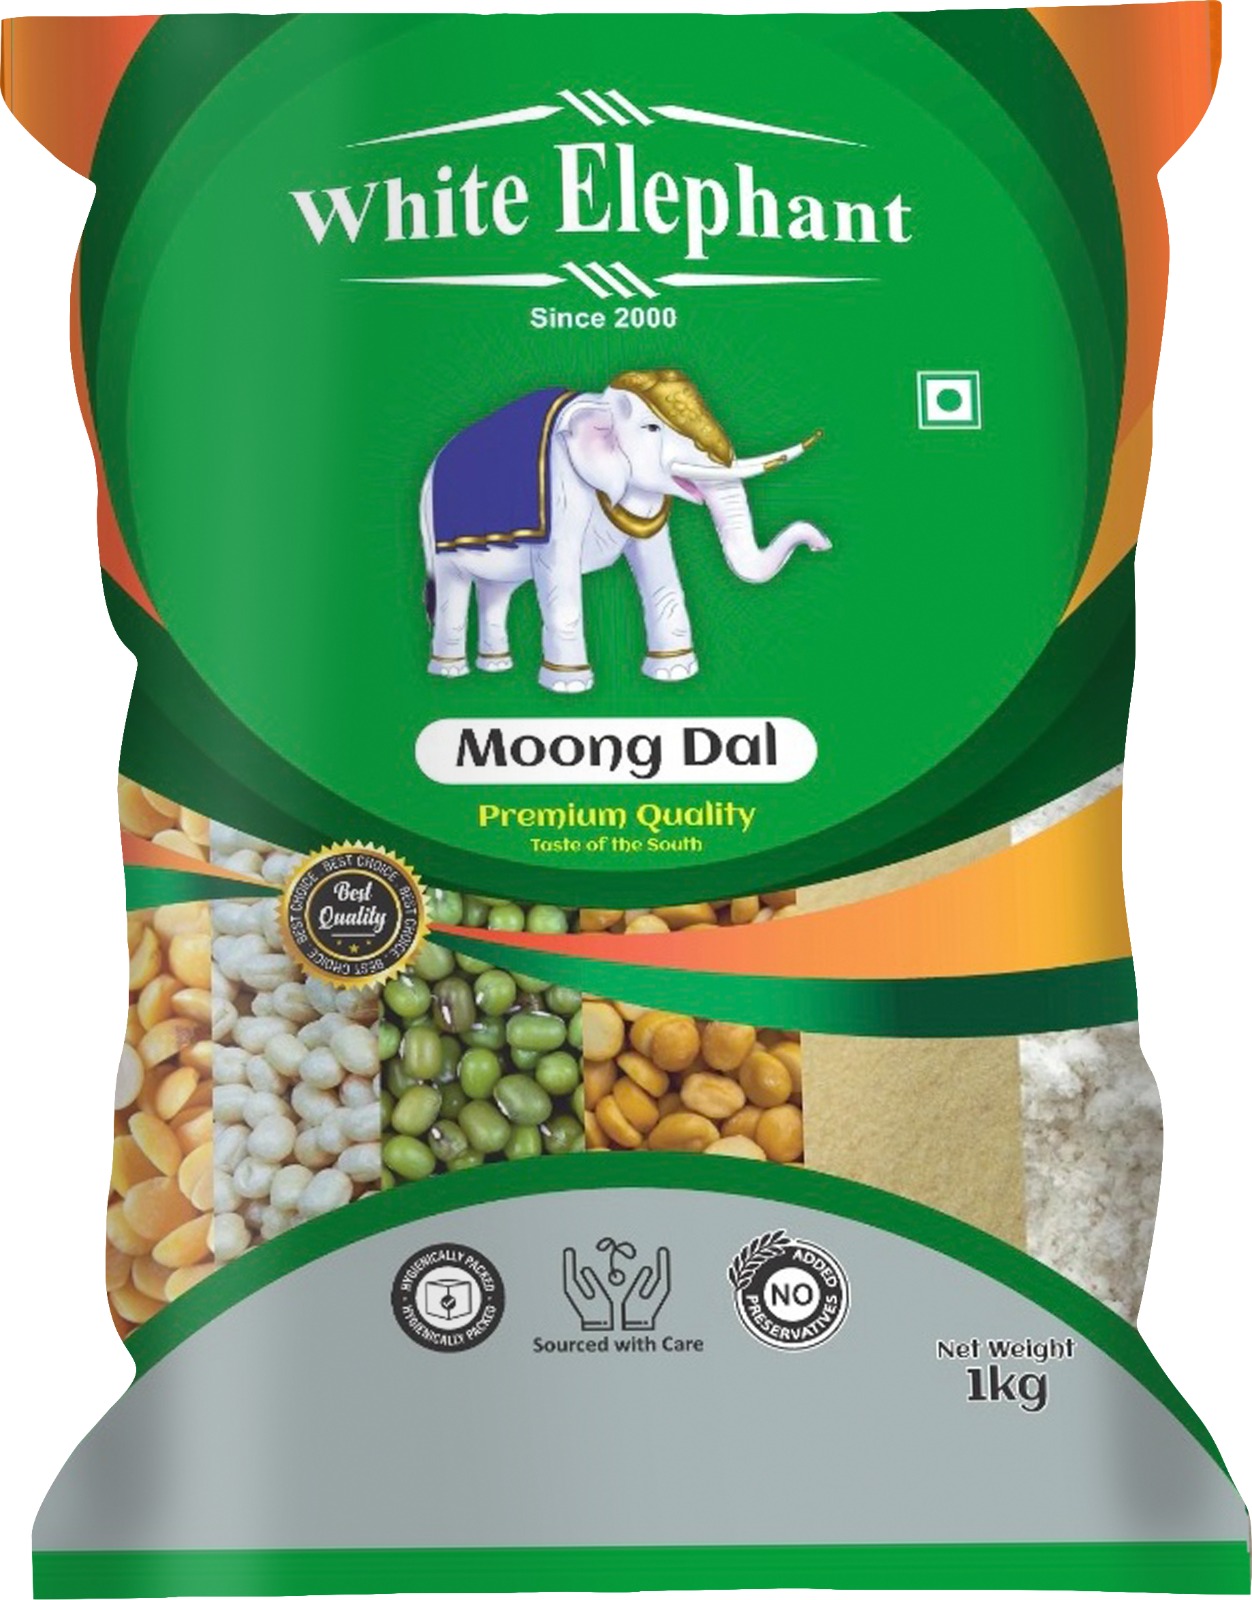 White Elephant
Since 2000
Moong Dal
Premium Quality
Taste of the South
BEST CHOICE . BEST CHOICE . BEST CHOICE . BEST CHOICE .
Best
Quality
HYGIENICALLY PACKED
HYGIENICALLY PACKED
Sourced with Care
ADDED
NO
PRESERVATIVES
Net Weight
1kg